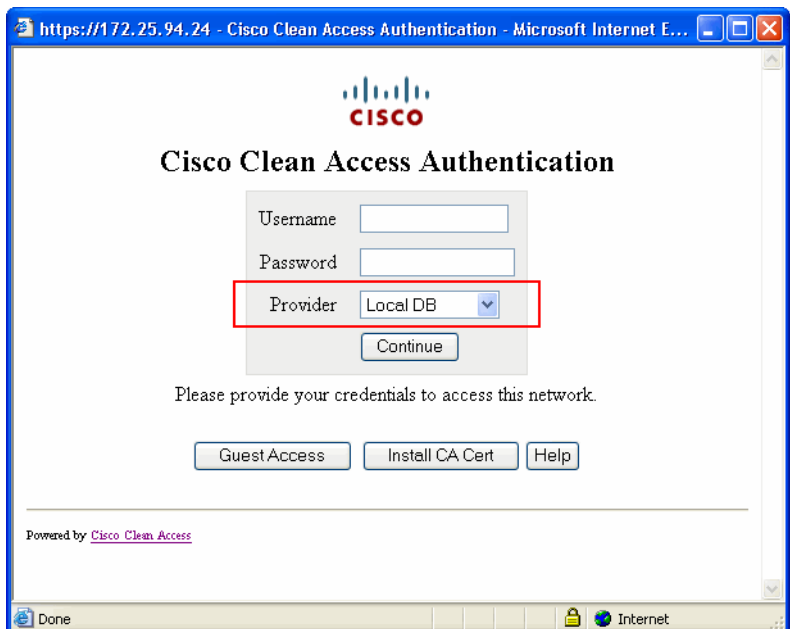 https://172.25.94.24 - Cisco Clean Access Authentication - Microsoft Internet E...
CISCO
Cisco Clean Access Authentication
Username
Password
Provider Local DB
Continue
Please provide your credentials to access this network.
Guest Access Install CA Cert Help
Powered by Cisco Clean Access
Done Internet